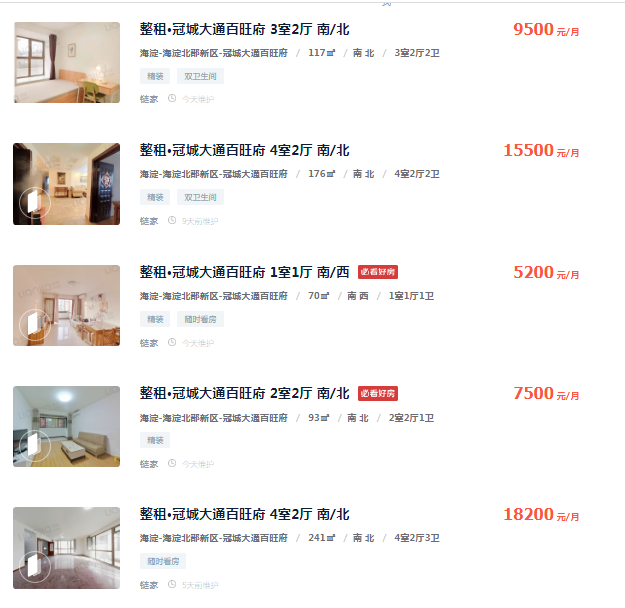 整租·冠城大通百旺府 3室2厅 南/北
9500 元/月
海淀-海淀北部新区-冠城大通百旺府 / 117㎡ / 南 北 / 3室2厅2卫
精装 双卫生间
链家 今天维护
整租·冠城大通百旺府 4室2厅 南/北
15500 元/月
海淀-海淀北部新区-冠城大通百旺府 / 176㎡ / 南 北 / 4室2厅2卫
精装 双卫生间
链家 9天前维护
整租·冠城大通百旺府 1室1厅 南/西 必看好房
5200 元/月
海淀-海淀北部新区-冠城大通百旺府 / 70㎡ / 南 西 / 1室1厅1卫
精装 随时看房
链家 今天维护
整租·冠城大通百旺府 2室2厅 南/北 必看好房
7500 元/月
海淀-海淀北部新区-冠城大通百旺府 / 93㎡ / 南 北 / 2室2厅1卫
精装
链家 今天维护
整租·冠城大通百旺府 4室2厅 南/北
18200 元/月
海淀-海淀北部新区-冠城大通百旺府 / 241㎡ / 南 北 / 4室2厅3卫
随时看房
链家 5天前维护